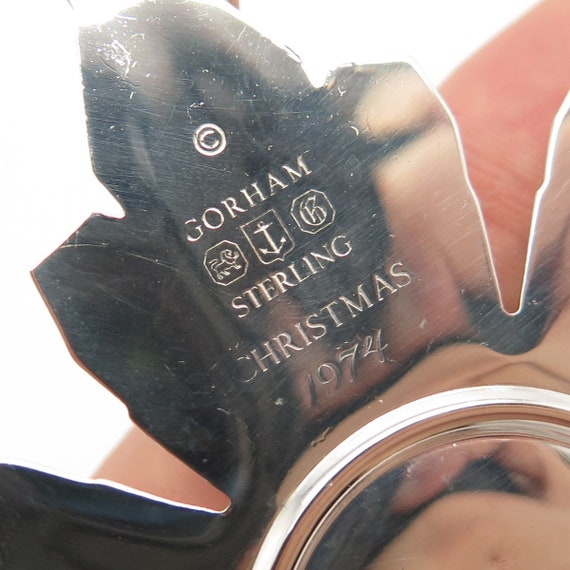 ©
GORHAM
G
STERLING
CHRISTMAS
1974